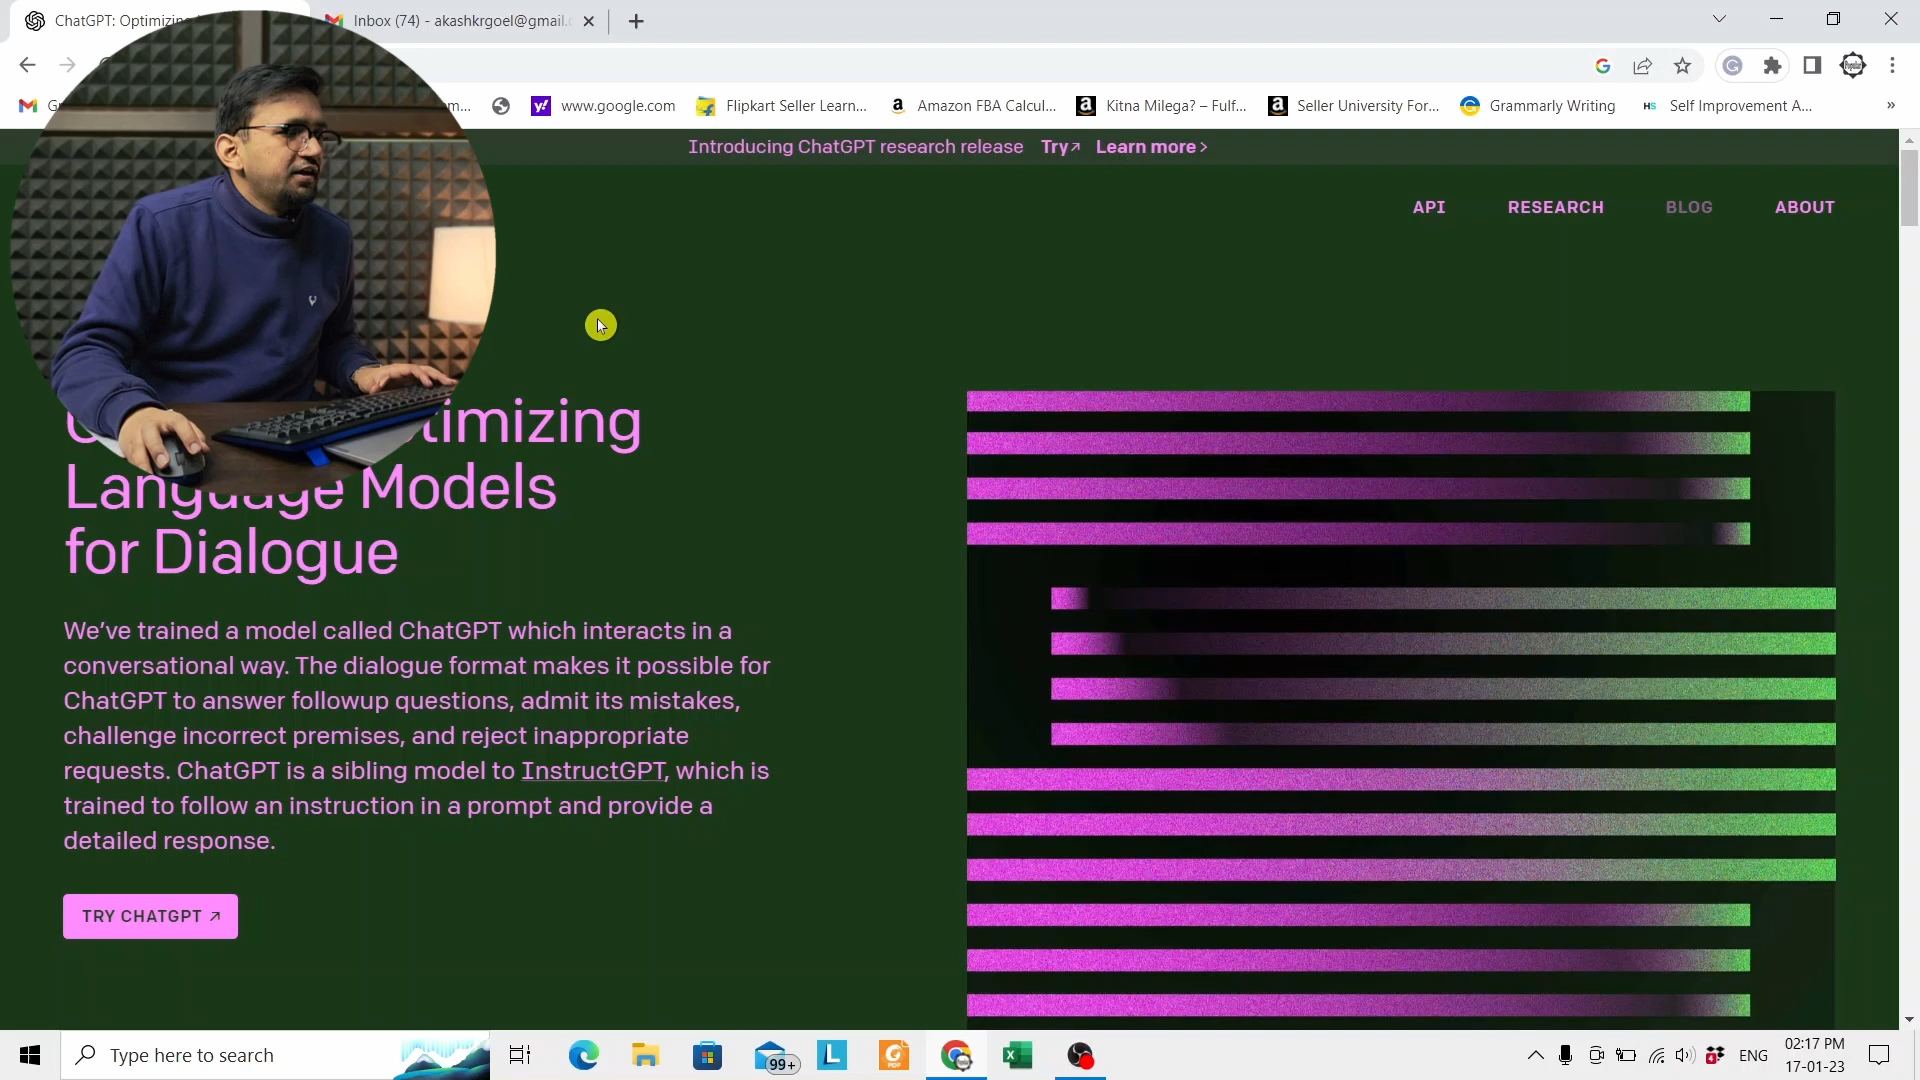 ChatGPT: Optimizing
Inbox (74) - akashkrgoel@gmail.c
www.google.com
Flipkart Seller Learn...
Amazon FBA Calcul...
Kitna Milega? – Fulf...
Seller University For...
Grammarly Writing
Self Improvement A...
»
Introducing ChatGPT research release Try↗ Learn more >
API RESEARCH BLOG ABOUT
timizing
Language Models
for Dialogue
We’ve trained a model called ChatGPT which interacts in a
conversational way. The dialogue format makes it possible for
ChatGPT to answer followup questions, admit its mistakes,
challenge incorrect premises, and reject inappropriate
requests. ChatGPT is a sibling model to InstructGPT, which is
trained to follow an instruction in a prompt and provide a
detailed response.
TRY CHATGPT ↗
Type here to search
99+
L
ENG
02:17 PM
17-01-23